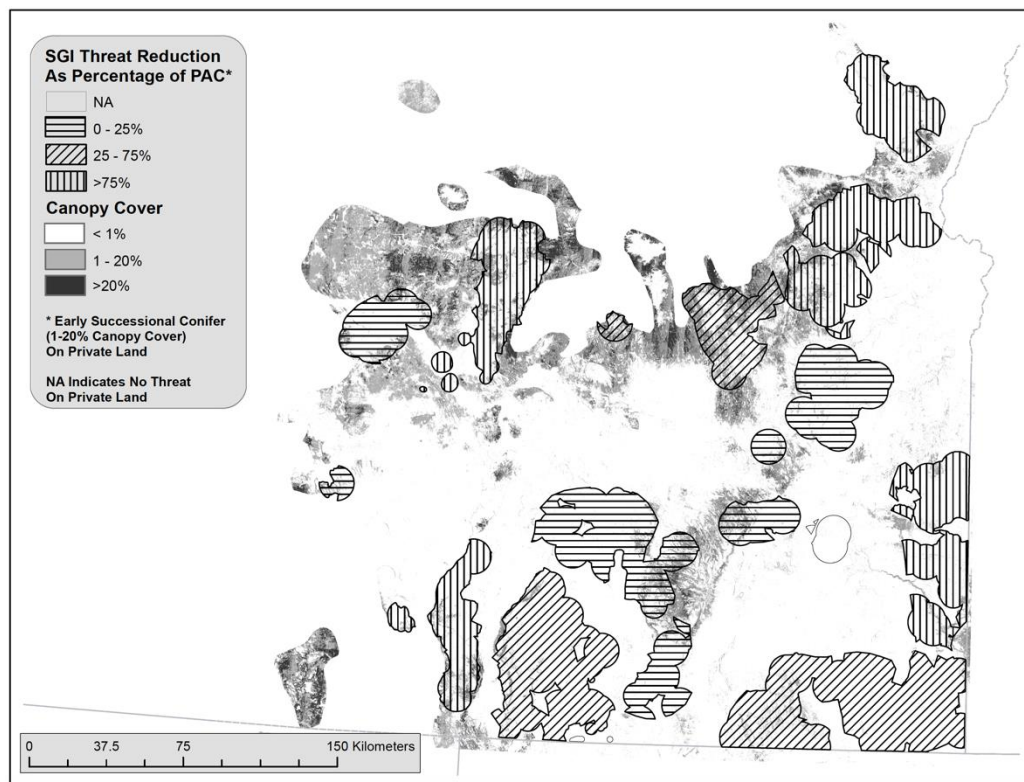 SGI Threat Reduction
As Percentage of PAC*
NA
0 - 25%
25 - 75%
>75%
Canopy Cover
< 1%
1 - 20%
>20%
* Early Successional Conifer
(1-20% Canopy Cover)
On Private Land
NA Indicates No Threat
On Private Land
0 37.5 75 150 Kilometers